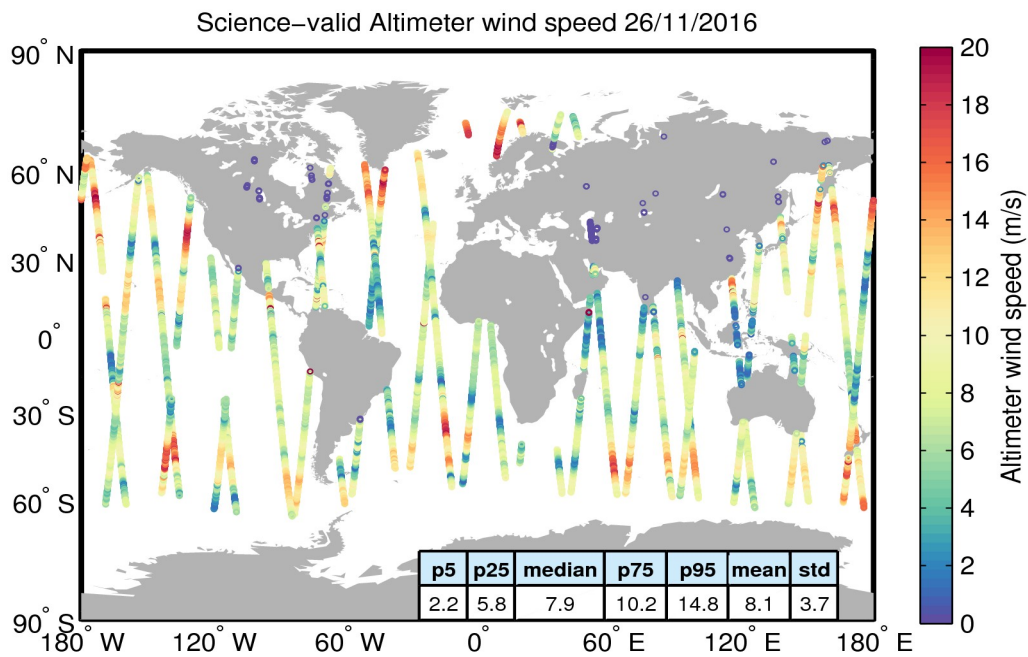 Science−valid Altimeter wind speed 26/11/2016
90° N
60° N
30° N
0°
30° S
60° S
90° S
180° W
120° W
60° W
0°
60° E
120° E
180° E
p5 p25 median p75 p95 mean std
2.2 5.8 7.9 10.2 14.8 8.1 3.7
20
18
16
14
12
10
8
6
4
2
0
Altimeter wind speed (m/s)